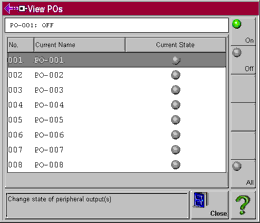 View POs
PO-001: OFF
No. Current Name Current State
001 PO-001
002 PO-002
003 PO-003
004 PO-004
005 PO-005
006 PO-006
007 PO-007
008 PO-008
On
Off
All
Change state of peripheral output(s)
Close
?